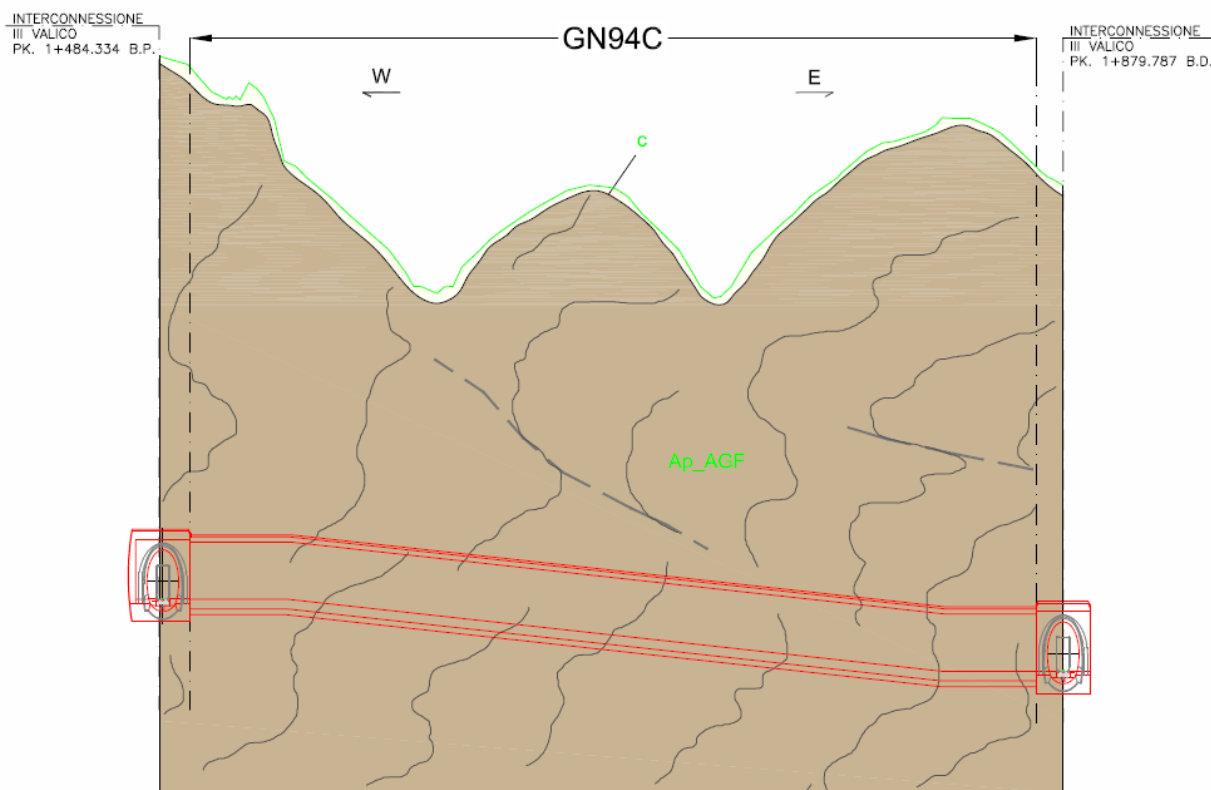 INTERCONNESSIONE
III VALICO
PK. 1+484.334 B.P.
GN94C
INTERCONNESSIONE
III VALICO
PK. 1+879.787 B.D.
W
E
c
Ap_AGF